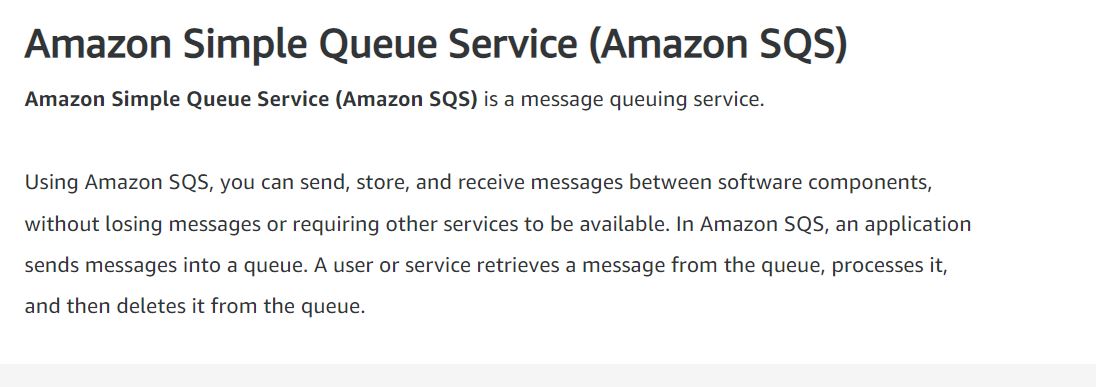 Amazon Simple Queue Service (Amazon SQS)
Amazon Simple Queue Service (Amazon SQS) is a message queuing service.
Using Amazon SQS, you can send, store, and receive messages between software components,
without losing messages or requiring other services to be available. In Amazon SQS, an application
sends messages into a queue. A user or service retrieves a message from the queue, processes it,
and then deletes it from the queue.